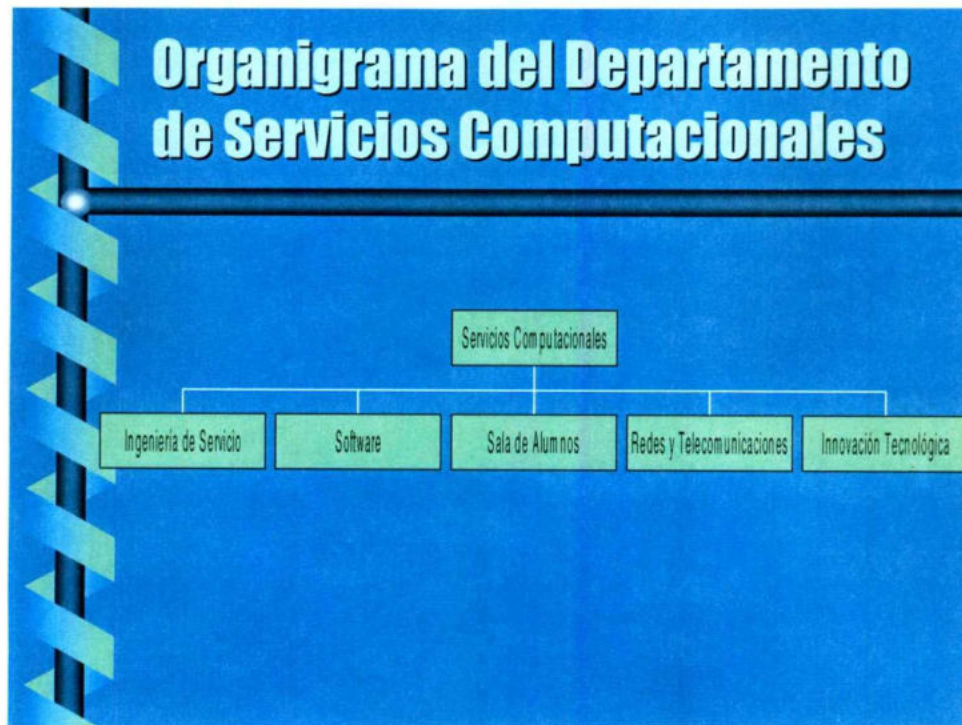 Organigrama del Departamento
de Servicios Computacionales
Servicios Computacionales
Ingeniería de Servicio
Software
Sala de Alumnos
Redes y Telecomunicaciones
Innovación Tecnológica